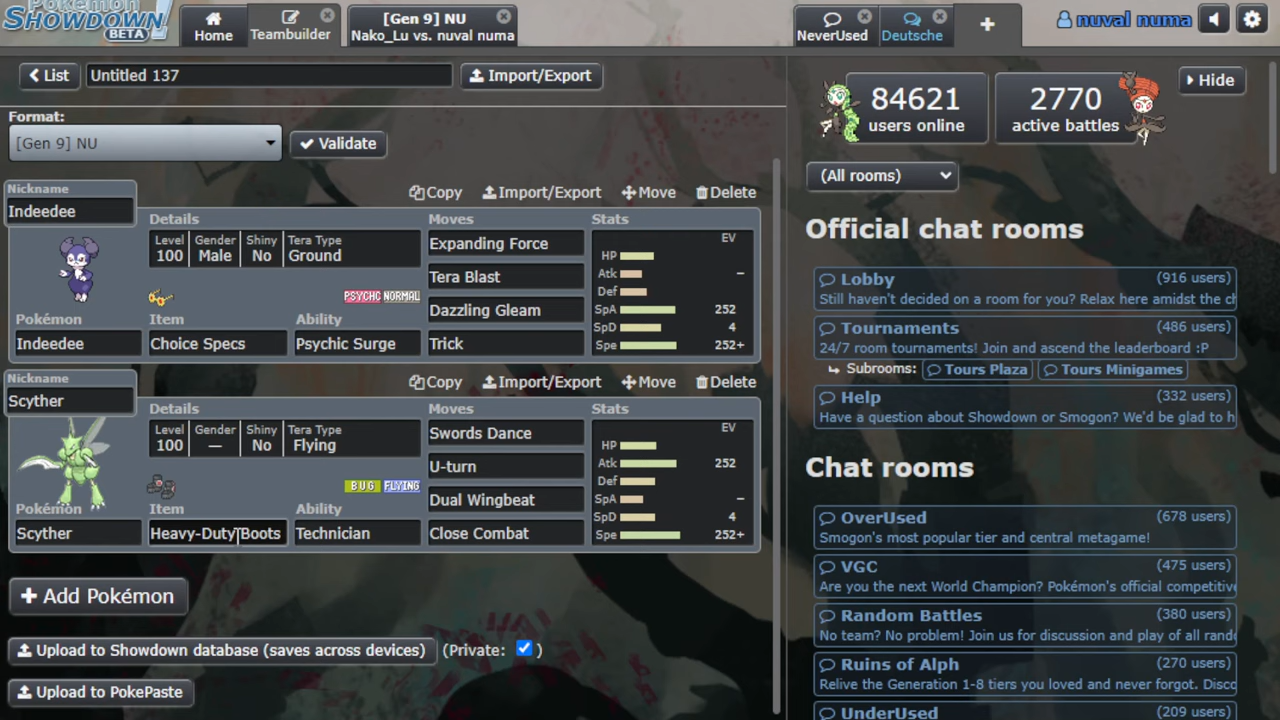 Pokémon
SHOWDOWN!
BETA
Home
Teambuilder
[Gen 9] NU
Nako_Lu vs. nuval numa
NeverUsed
Deutsche
+
nuval numa
List
Untitled 137
Import/Export
Format:
[Gen 9] NU
Validate
Nickname
Indeedee
Copy Import/Export Move Delete
Details
Level
100
Gender
Male
Shiny
No
Tera Type
Ground
PSYCHC NORMAL
Pokémon
Indeedee
Item
Choice Specs
Ability
Psychic Surge
Moves
Expanding Force
Tera Blast
Dazzling Gleam
Trick
Stats
EV
HP
Atk –
Def
SpA 252
SpD 4
Spe 252+
Nickname
Scyther
Copy Import/Export Move Delete
Details
Level
100
Gender
—
Shiny
No
Tera Type
Flying
BUG FLYING
Pokémon
Scyther
Item
Heavy-Duty Boots
Ability
Technician
Moves
Swords Dance
U-turn
Dual Wingbeat
Close Combat
Stats
EV
HP
Atk 252
Def
SpA –
SpD 4
Spe 252+
+ Add Pokémon
Upload to Showdown database (saves across devices) (Private: )
Upload to PokePaste
84621
users online
2770
active battles
Hide
(All rooms)
Official chat rooms
Lobby (916 users)
Still haven't decided on a room for you? Relax here amidst the ch
Tournaments (486 users)
24/7 room tournaments! Join and ascend the leaderboard :P
Subrooms: Tours Plaza Tours Minigames
Help (332 users)
Have a question about Showdown or Smogon? We'd be glad to h
Chat rooms
OverUsed (678 users)
Smogon's most popular tier and central metagame!
VGC (475 users)
Are you the next World Champion? Pokémon's official competitive
Random Battles (380 users)
No team? No problem! Join us for discussion and play of all rando
Ruins of Alph (270 users)
Relive the Generation 1-8 tiers you loved and never forgot. Disco
UnderUsed (209 users)